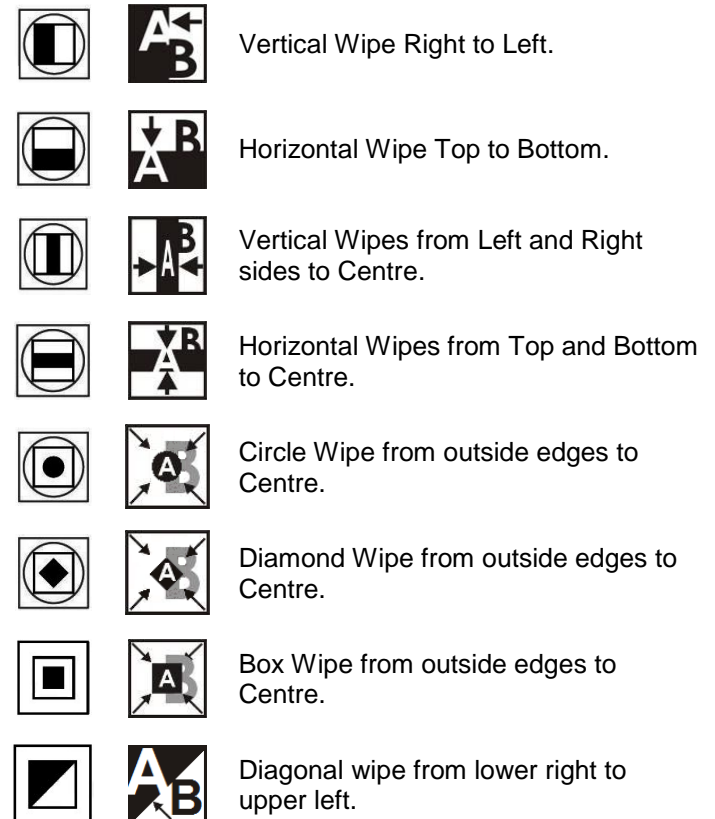 A B
Vertical Wipe Right to Left.
A B
Horizontal Wipe Top to Bottom.
A B
Vertical Wipes from Left and Right
sides to Centre.
A B
Horizontal Wipes from Top and Bottom
to Centre.
A B
Circle Wipe from outside edges to
Centre.
A B
Diamond Wipe from outside edges to
Centre.
A B
Box Wipe from outside edges to
Centre.
A B
Diagonal wipe from lower right to
upper left.